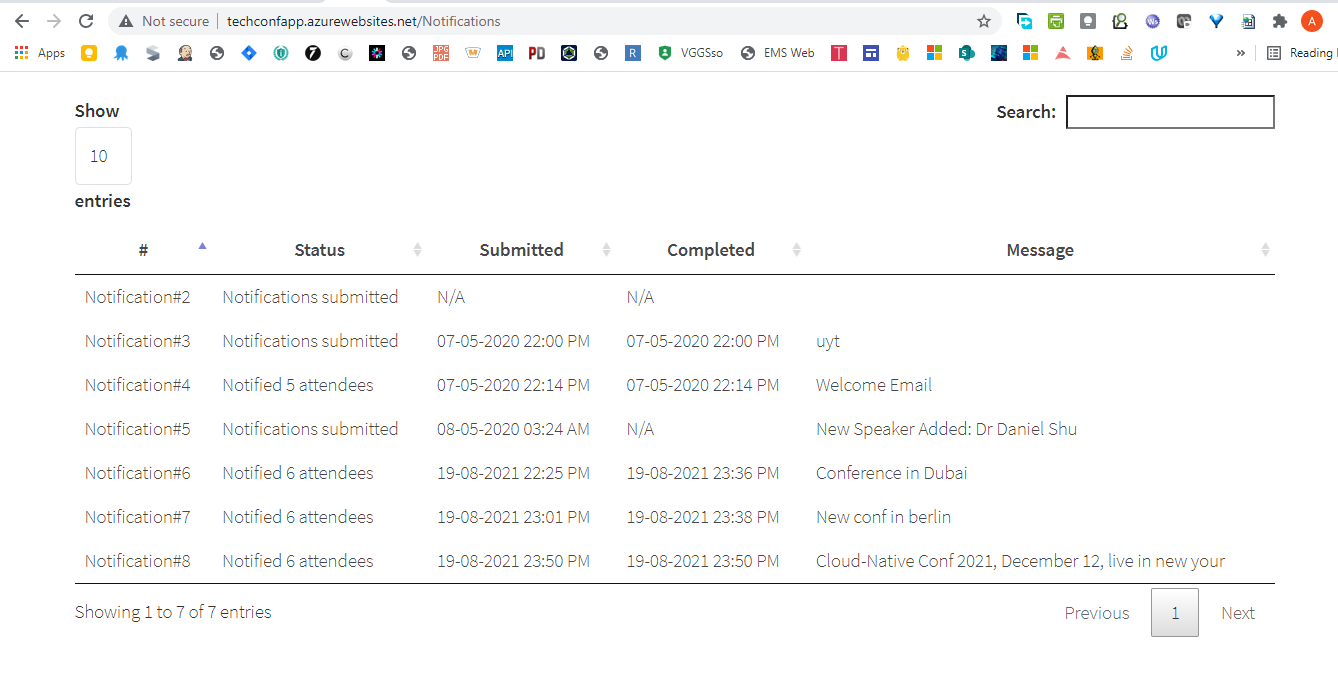 Not secure | techconfapp.azurewebsites.net/Notifications
Ws
A
Apps
7
C
JPG PDF
API
PD
R
VGGSso
EMS Web
T
S
»
Reading
Show
10
entries
Search:
# Status Submitted Completed Message
Notification#2 Notifications submitted N/A N/A
Notification#3 Notifications submitted 07-05-2020 22:00 PM 07-05-2020 22:00 PM uyt
Notification#4 Notified 5 attendees 07-05-2020 22:14 PM 07-05-2020 22:14 PM Welcome Email
Notification#5 Notifications submitted 08-05-2020 03:24 AM N/A New Speaker Added: Dr Daniel Shu
Notification#6 Notified 6 attendees 19-08-2021 22:25 PM 19-08-2021 23:36 PM Conference in Dubai
Notification#7 Notified 6 attendees 19-08-2021 23:01 PM 19-08-2021 23:38 PM New conf in berlin
Notification#8 Notified 6 attendees 19-08-2021 23:50 PM 19-08-2021 23:50 PM Cloud-Native Conf 2021, December 12, live in new your
Showing 1 to 7 of 7 entries
Previous 1 Next